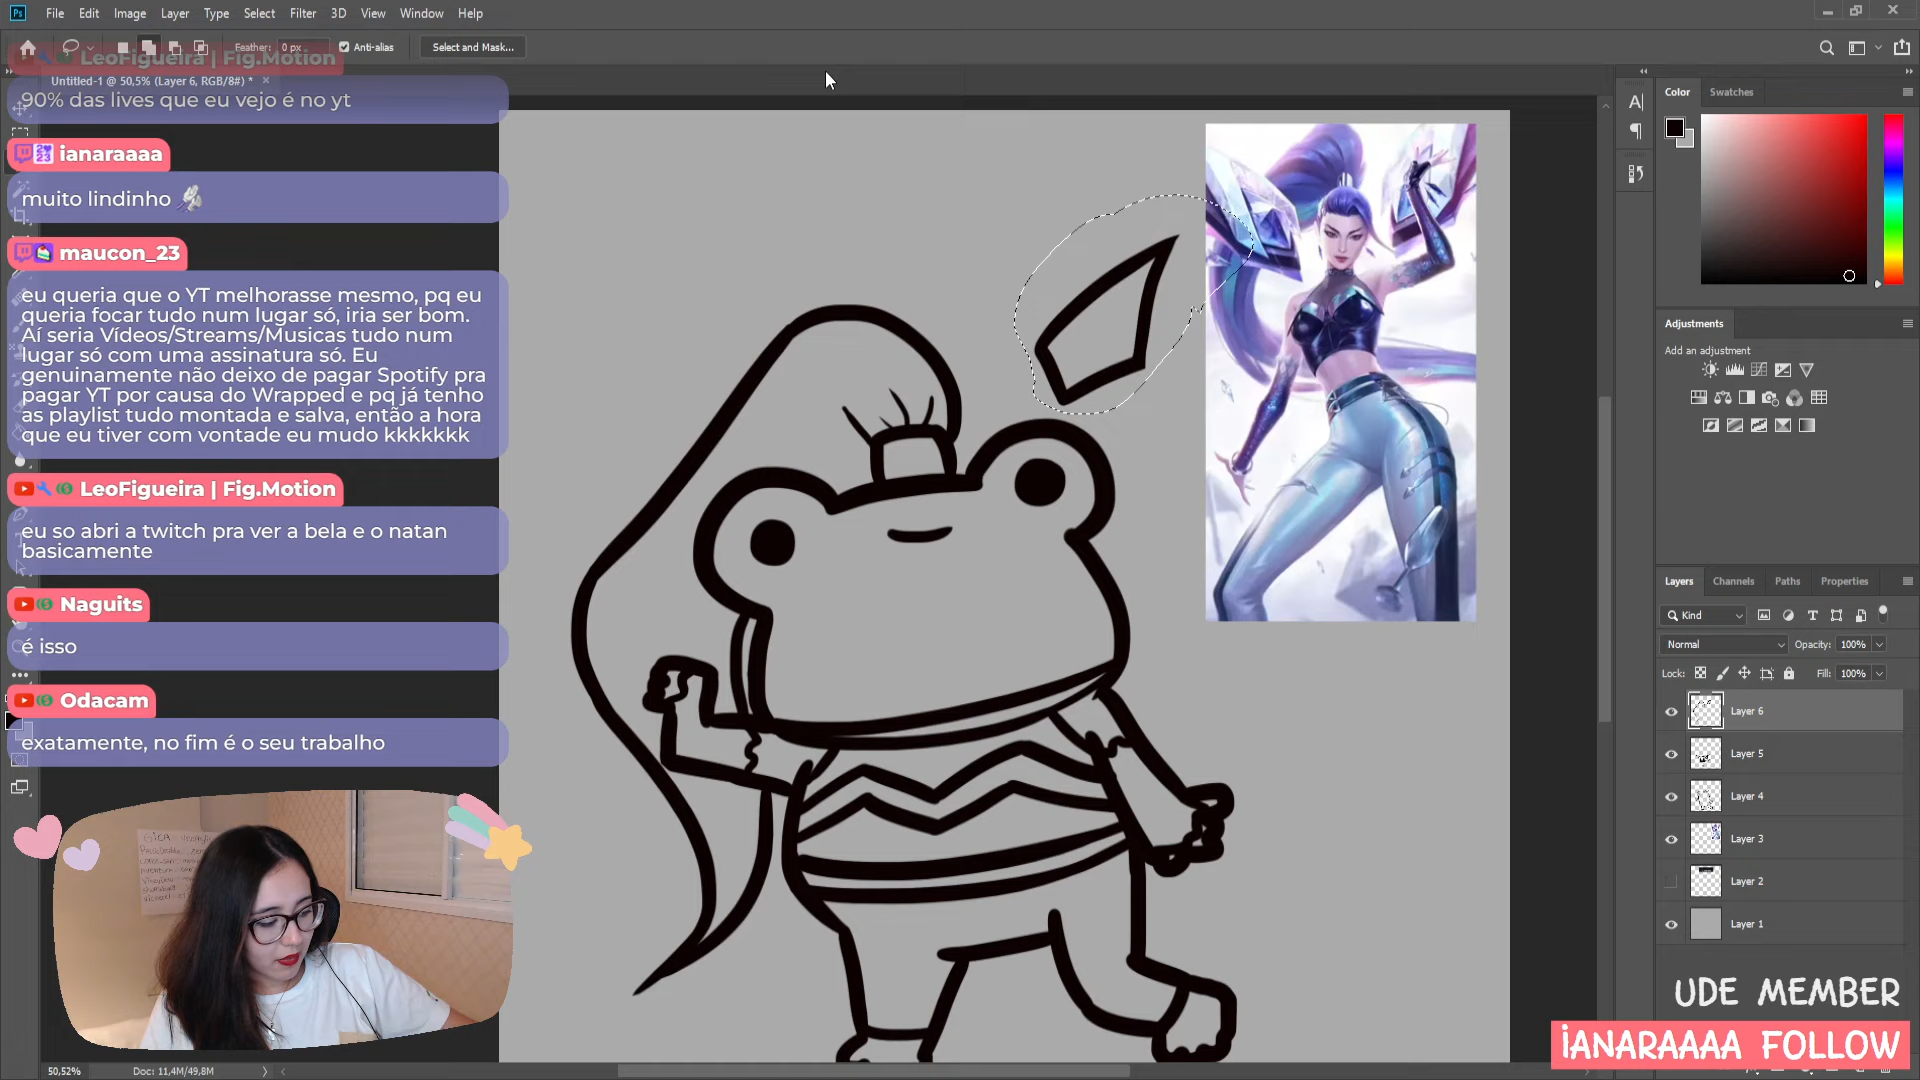 Ps File Edit Image Layer Type Select Filter 3D View Window Help
Feather: 0 px Anti-alias Select and Mask...
LeoFigueira | Fig.Motion
Untitled-1 @ 50,5% (Layer 6, RGB/8#) * ×
90% das lives que eu vejo é no yt
ianaraaaa
muito lindinho
maucon_23
eu queria que o YT melhorasse mesmo, pq eu
queria focar tudo num lugar só, iria ser bom.
Aí seria Vídeos/Streams/Musicas tudo num
lugar só com uma assinatura só. Eu
genuinamente não deixo de pagar Spotify pra
pagar YT por causa do Wrapped e pq já tenho
as playlist tudo montada e salva, então a hora
que eu tiver com vontade eu mudo kkkkkkk
LeoFigueira | Fig.Motion
eu so abri a twitch pra ver a bela e o natan
basicamente
Naguits
é isso
Odacam
exatamente, no fim é o seu trabalho
Color Swatches
Adjustments
Add an adjustment
Layers Channels Paths Properties
Kind
Normal Opacity: 100%
Lock: Fill: 100%
Layer 6
Layer 5
Layer 4
Layer 3
Layer 2
Layer 1
UDE MEMBER
iANARAAAA FOLLOW
50,52% Doc: 11,4M/49,8M